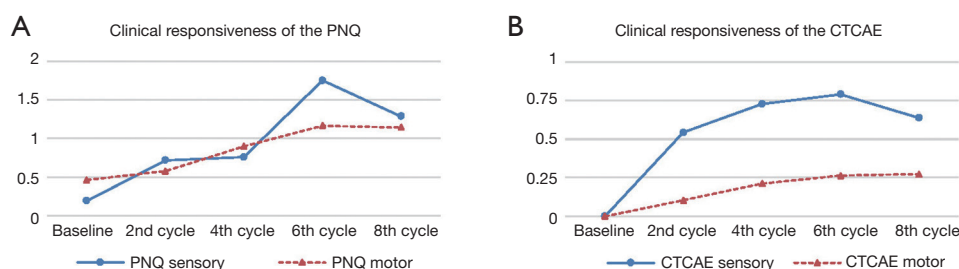 A
Clinical responsiveness of the PNQ
2
1.5
1
0.5
0
Baseline 2nd cycle 4th cycle 6th cycle 8th cycle
PNQ sensory PNQ motor
B
Clinical responsiveness of the CTCAE
1
0.75
0.5
0.25
0
Baseline 2nd cycle 4th cycle 6th cycle 8th cycle
CTCAE sensory CTCAE motor